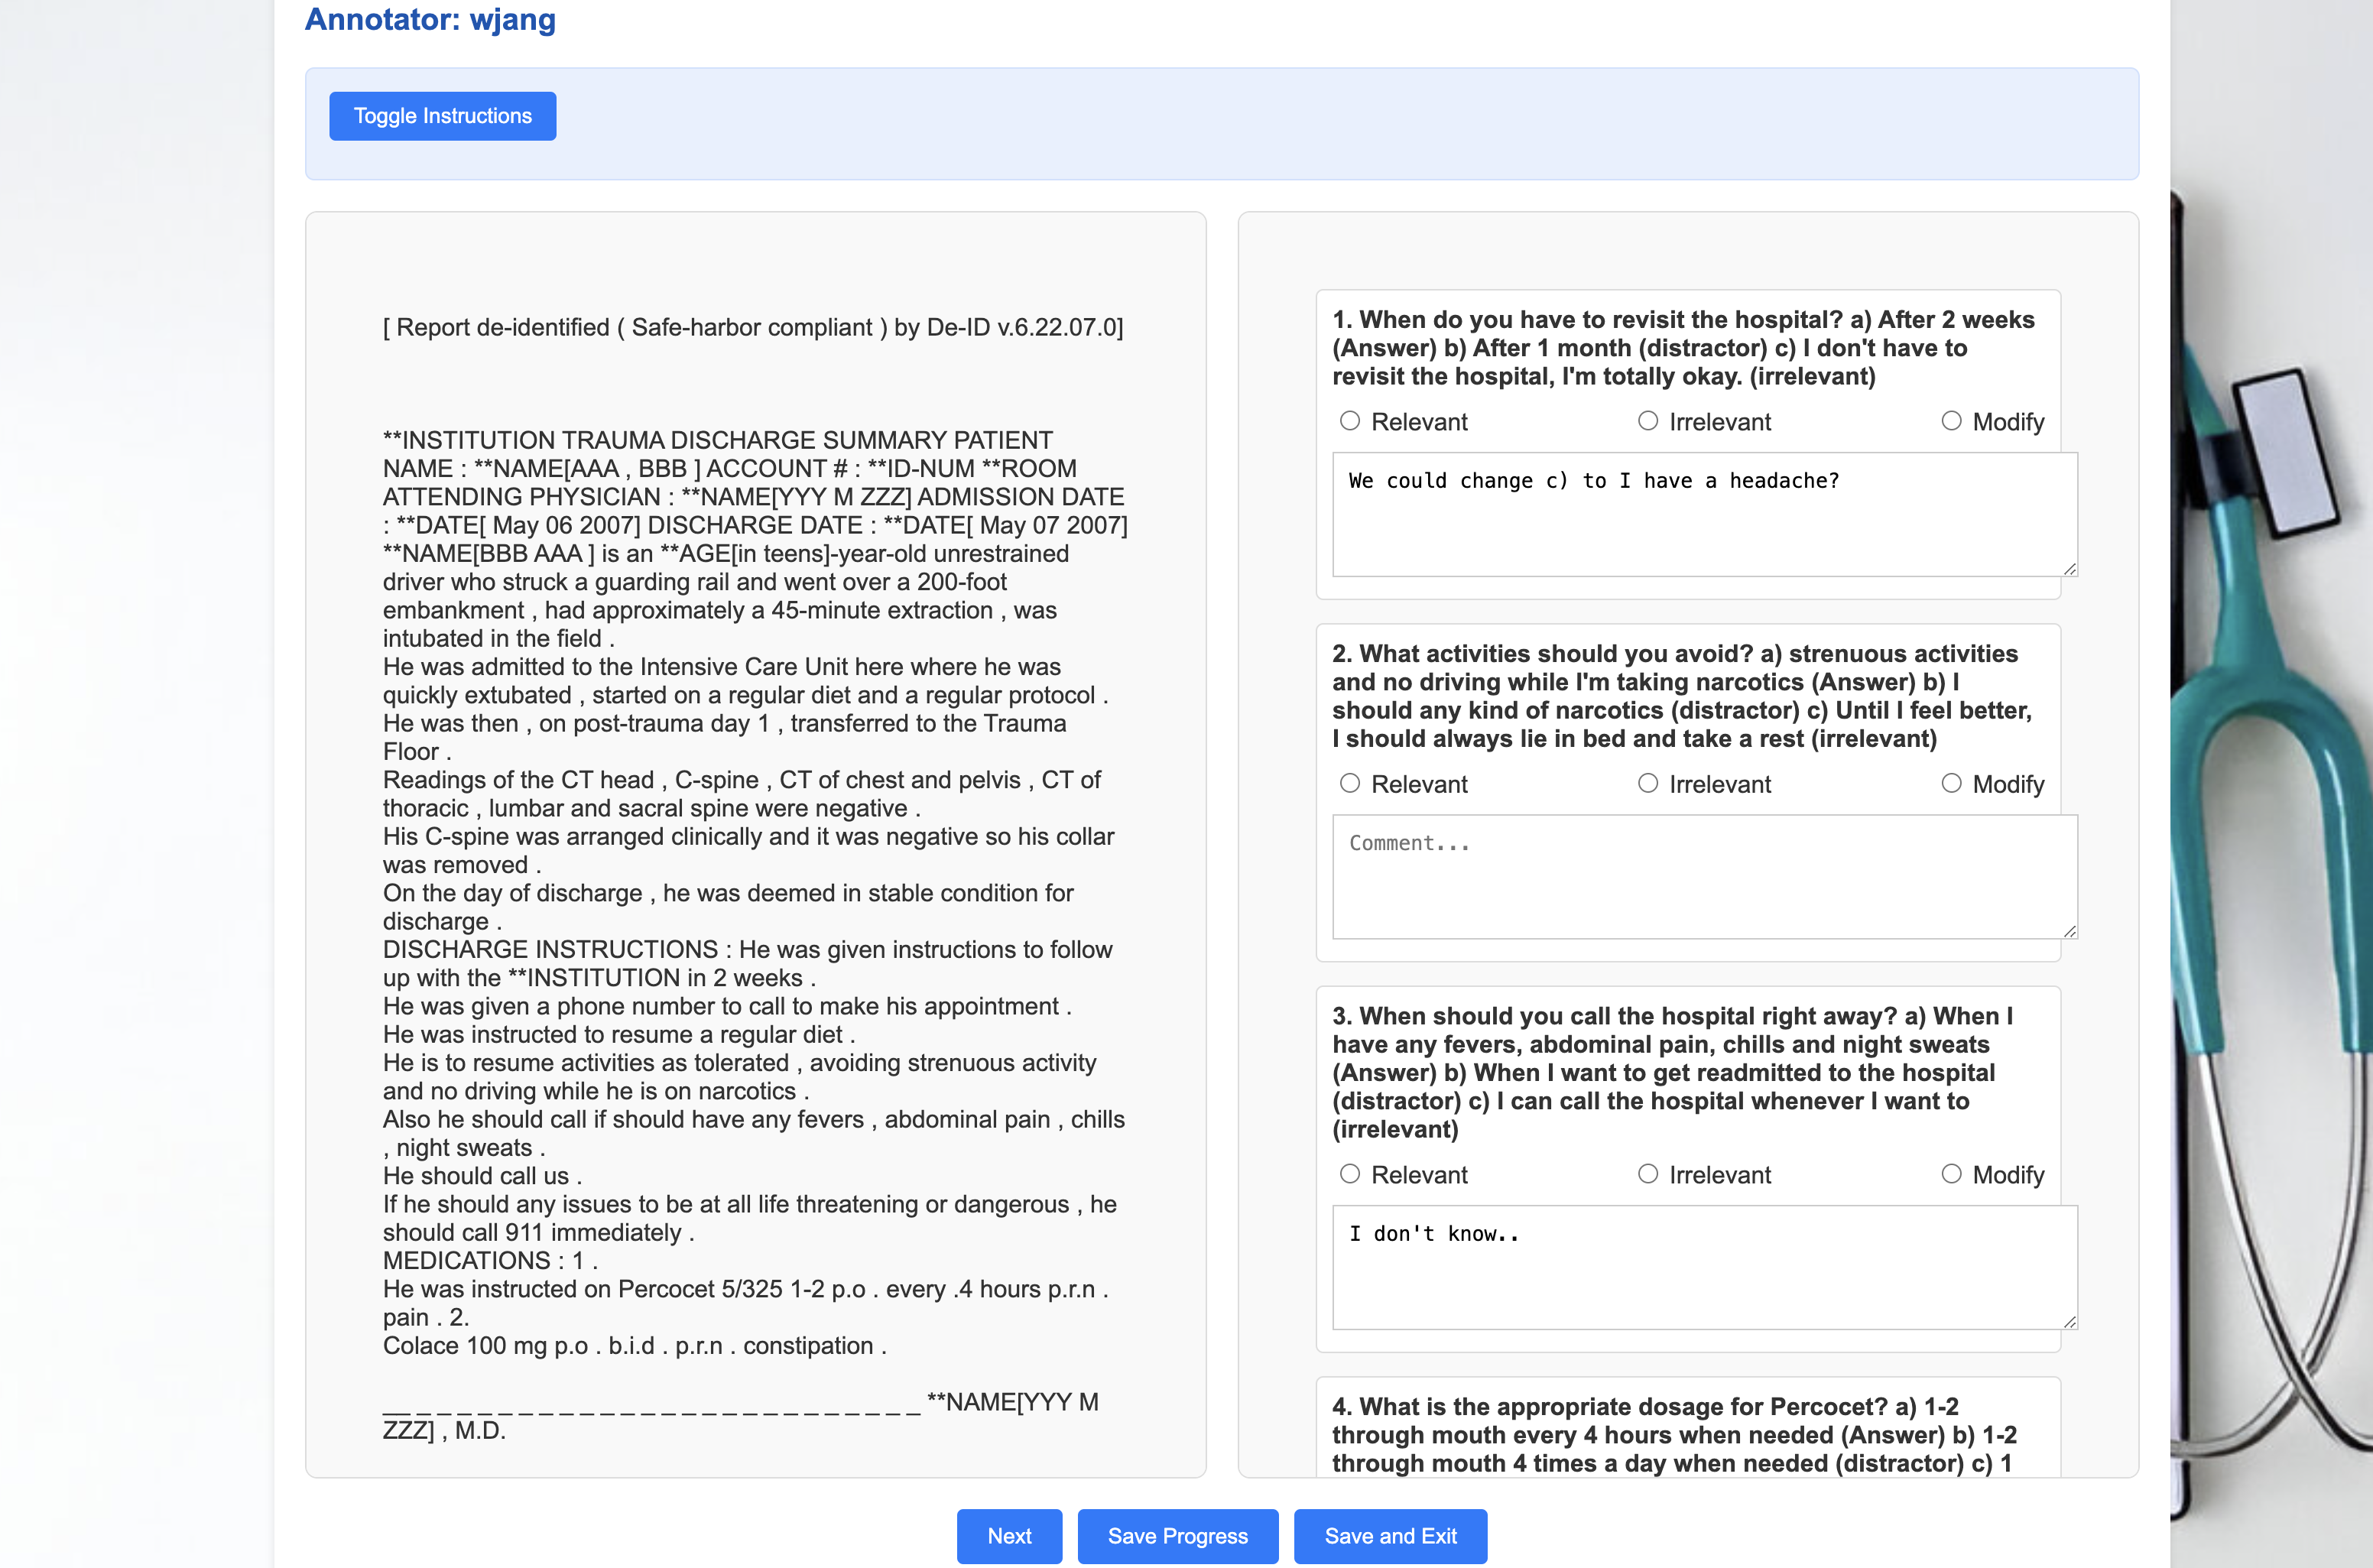 Annotator: wjang
Toggle Instructions
[ Report de-identified ( Safe-harbor compliant ) by De-ID v.6.22.07.0]
**INSTITUTION TRAUMA DISCHARGE SUMMARY PATIENT
NAME : **NAME[AAA , BBB ] ACCOUNT # : **ID-NUM **ROOM
ATTENDING PHYSICIAN : **NAME[YYY M ZZZ] ADMISSION DATE
: **DATE[ May 06 2007] DISCHARGE DATE : **DATE[ May 07 2007]
**NAME[BBB AAA ] is an **AGE[in teens]-year-old unrestrained
driver who struck a guarding rail and went over a 200-foot
embankment , had approximately a 45-minute extraction , was
intubated in the field .
He was admitted to the Intensive Care Unit here where he was
quickly extubated , started on a regular diet and a regular protocol .
He was then , on post-trauma day 1 , transferred to the Trauma
Floor .
Readings of the CT head , C-spine , CT of chest and pelvis , CT of
thoracic , lumbar and sacral spine were negative .
His C-spine was arranged clinically and it was negative so his collar
was removed .
On the day of discharge , he was deemed in stable condition for
discharge .
DISCHARGE INSTRUCTIONS : He was given instructions to follow
up with the **INSTITUTION in 2 weeks .
He was given a phone number to call to make his appointment .
He was instructed to resume a regular diet .
He is to resume activities as tolerated , avoiding strenuous activity
and no driving while he is on narcotics .
Also he should call if should have any fevers , abdominal pain , chills
, night sweats .
He should call us .
If he should any issues to be at all life threatening or dangerous , he
should call 911 immediately .
MEDICATIONS : 1 .
He was instructed on Percocet 5/325 1-2 p.o . every .4 hours p.r.n .
pain . 2.
Colace 100 mg p.o . b.i.d . p.r.n . constipation .
__ _ _ _ _ _ _ _ _ _ _ _ _ _ _ _ _ _ _ _ _ _ _ _ _ _ **NAME[YYY M
ZZZ] , M.D.
1. When do you have to revisit the hospital? a) After 2 weeks
(Answer) b) After 1 month (distractor) c) I don't have to
revisit the hospital, I'm totally okay. (irrelevant)
Relevant Irrelevant Modify
We could change c) to I have a headache?
2. What activities should you avoid? a) strenuous activities
and no driving while I'm taking narcotics (Answer) b) I
should any kind of narcotics (distractor) c) Until I feel better,
I should always lie in bed and take a rest (irrelevant)
Relevant Irrelevant Modify
Comment...
3. When should you call the hospital right away? a) When I
have any fevers, abdominal pain, chills and night sweats
(Answer) b) When I want to get readmitted to the hospital
(distractor) c) I can call the hospital whenever I want to
(irrelevant)
Relevant Irrelevant Modify
I don't know..
4. What is the appropriate dosage for Percocet? a) 1-2
through mouth every 4 hours when needed (Answer) b) 1-2
through mouth 4 times a day when needed (distractor) c) 1
Next Save Progress Save and Exit